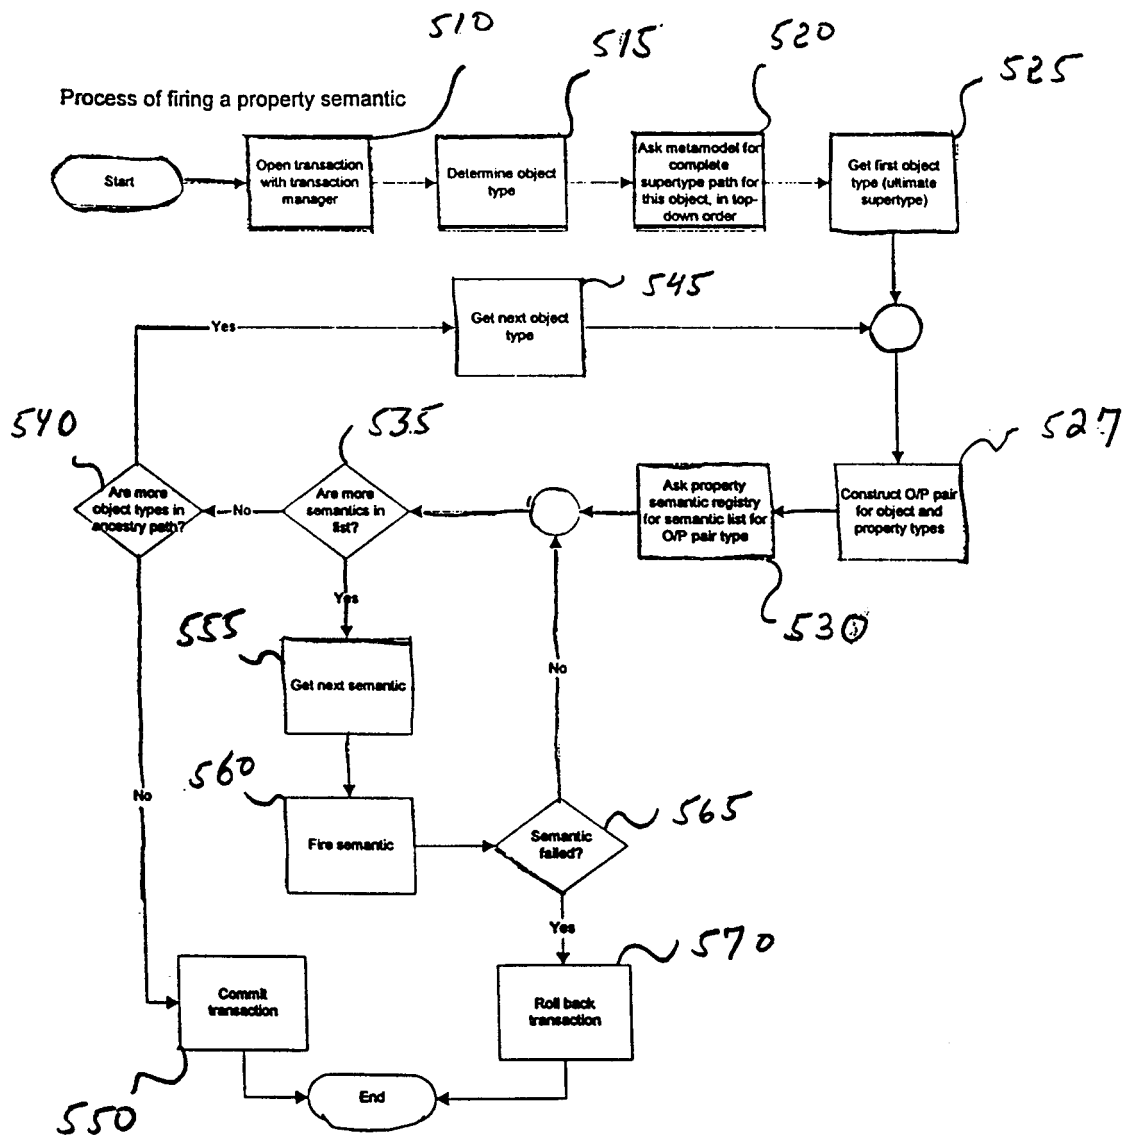 510
515
520
525
Process of firing a property semantic
Start
Open transaction
with transaction
manager
Determine object
type
Ask metamodel for
complete
supertype path for
this object, in top-
down order
Get first object
type (ultimate
supertype)
545
Yes
Get next object
type
540
535
527
Are more
object types in
ancestry path?
No
Are more
semantics in
list?
Ask property
semantic registry
for semantic list for
O/P pair type
Construct O/P pair
for object and
property types
530
Yes
555
Get next semantic
No
560
Fire semantic
565
Semantic
failed?
No
Yes
570
Commit
transaction
Roll back
transaction
550
End